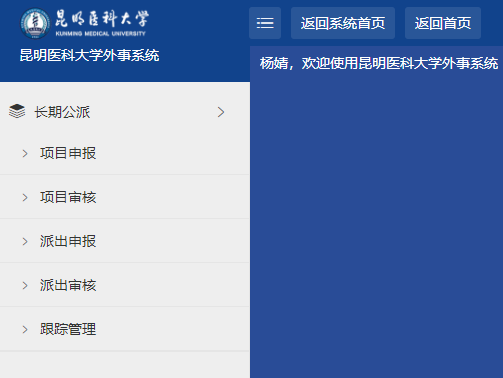 昆明医科大学
KUNMING MEDICAL UNIVERSITY
昆明医科大学外事系统
返回系统首页
返回首页
杨婧，欢迎使用昆明医科大学外事系统
长期公派
项目申报
项目审核
派出申报
派出审核
跟踪管理